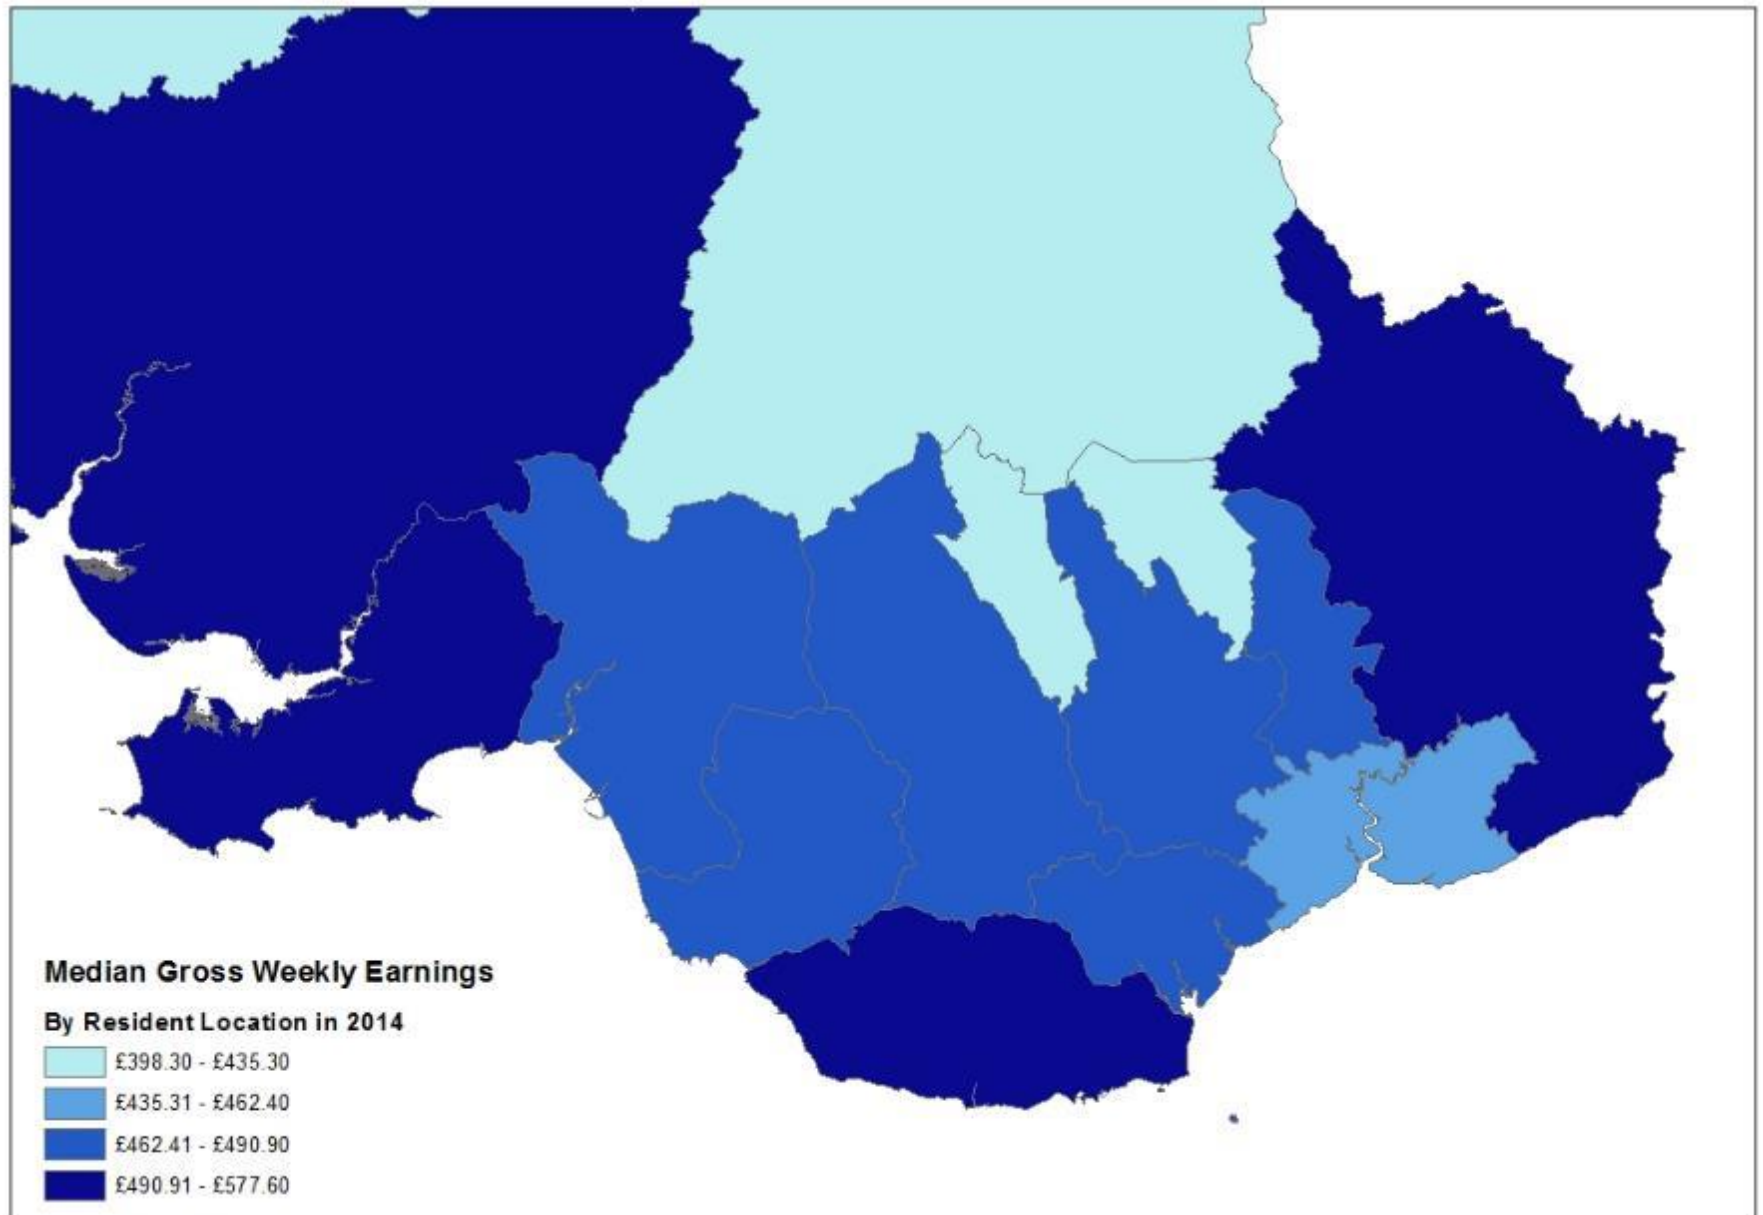 Median Gross Weekly Earnings
By Resident Location in 2014
£398.30 - £435.30
£435.31 - £462.40
£462.41 - £490.90
£490.91 - £577.60